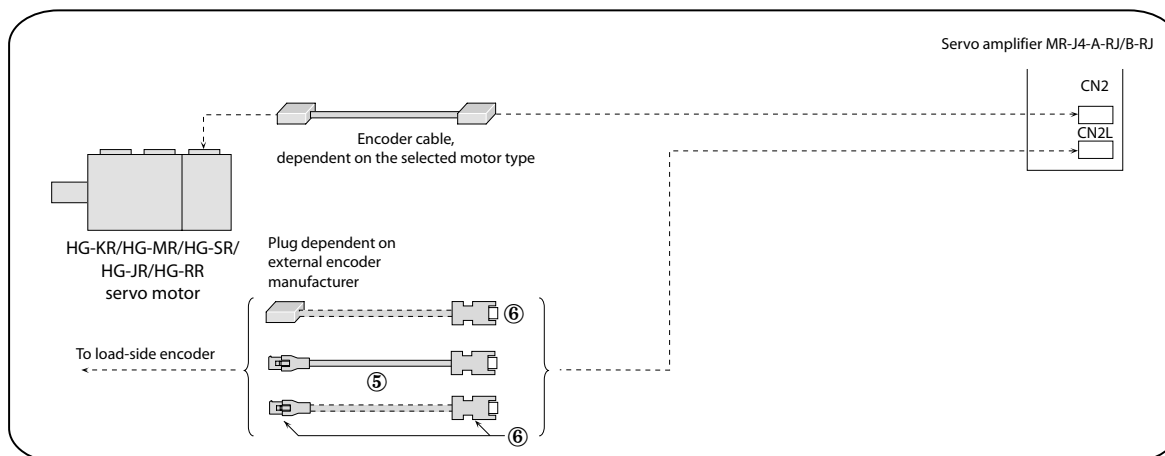 Servo amplifier MR-J4-A-RJ/B-RJ
CN2
CN2L
Encoder cable,
dependent on the selected motor type
HG-KR/HG-MR/HG-SR/
HG-JR/HG-RR
servo motor
Plug dependent on
external encoder
manufacturer
⑥
To load-side encoder
⑤
⑥